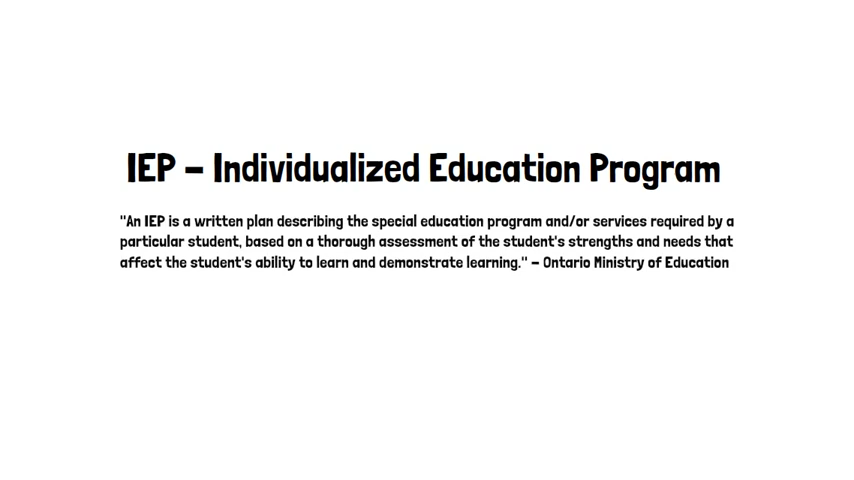 IEP – Individualized Education Program
"An IEP is a written plan describing the special education program and/or services required by a
particular student, based on a thorough assessment of the student's strengths and needs that
affect the student's ability to learn and demonstrate learning." – Ontario Ministry of Education